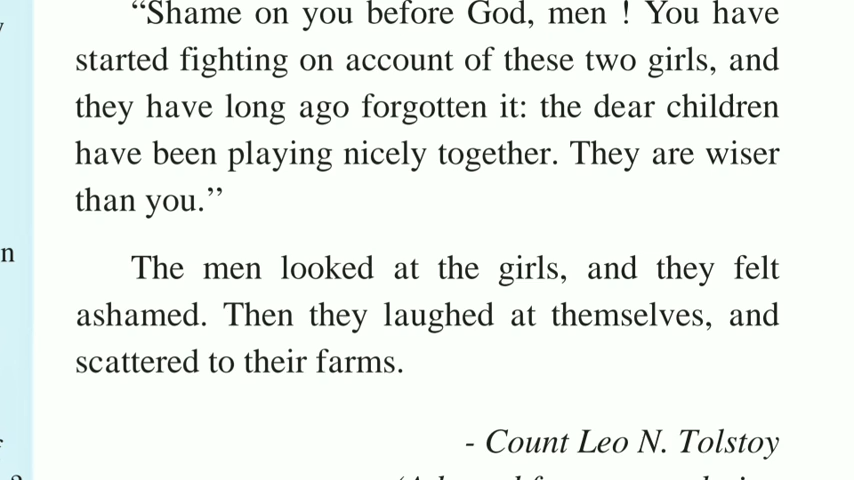 “Shame on you before God, men ! You have
started fighting on account of these two girls, and
they have long ago forgotten it: the dear children
have been playing nicely together. They are wiser
than you.”
n
The men looked at the girls, and they felt
ashamed. Then they laughed at themselves, and
scattered to their farms.
- Count Leo N. Tolstoy